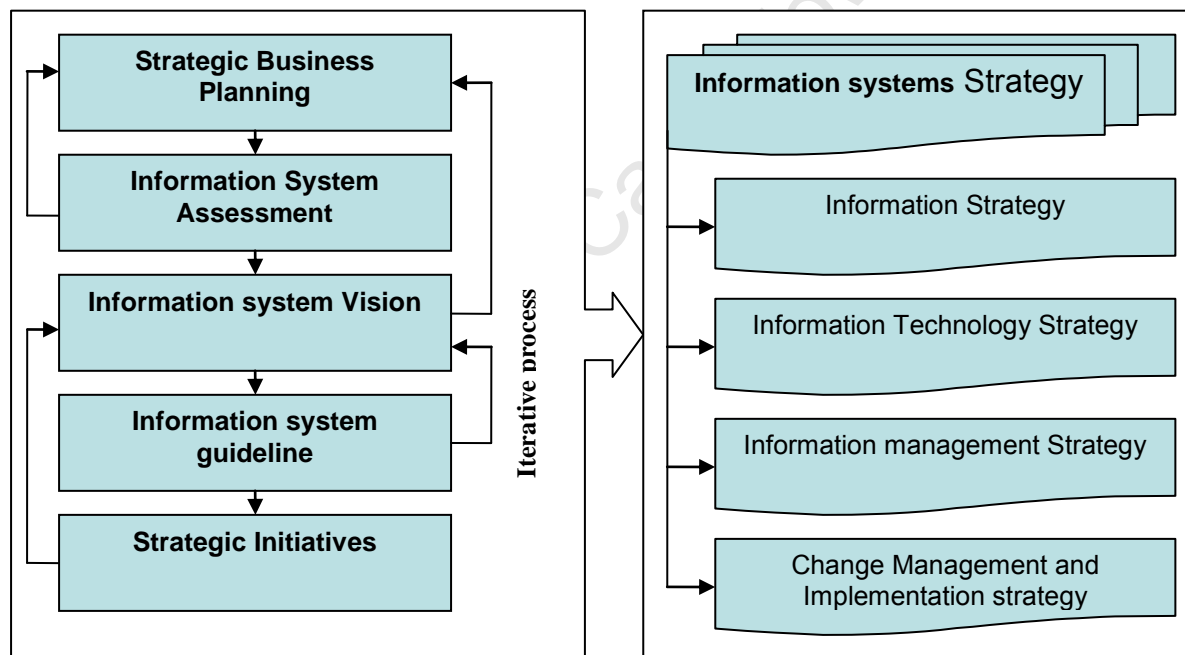 Strategic Business
Planning
Information System
Assessment
Information system Vision
Information system
guideline
Strategic Initiatives
Iterative process
Information systems Strategy
Information Strategy
Information Technology Strategy
Information management Strategy
Change Management and
Implementation strategy